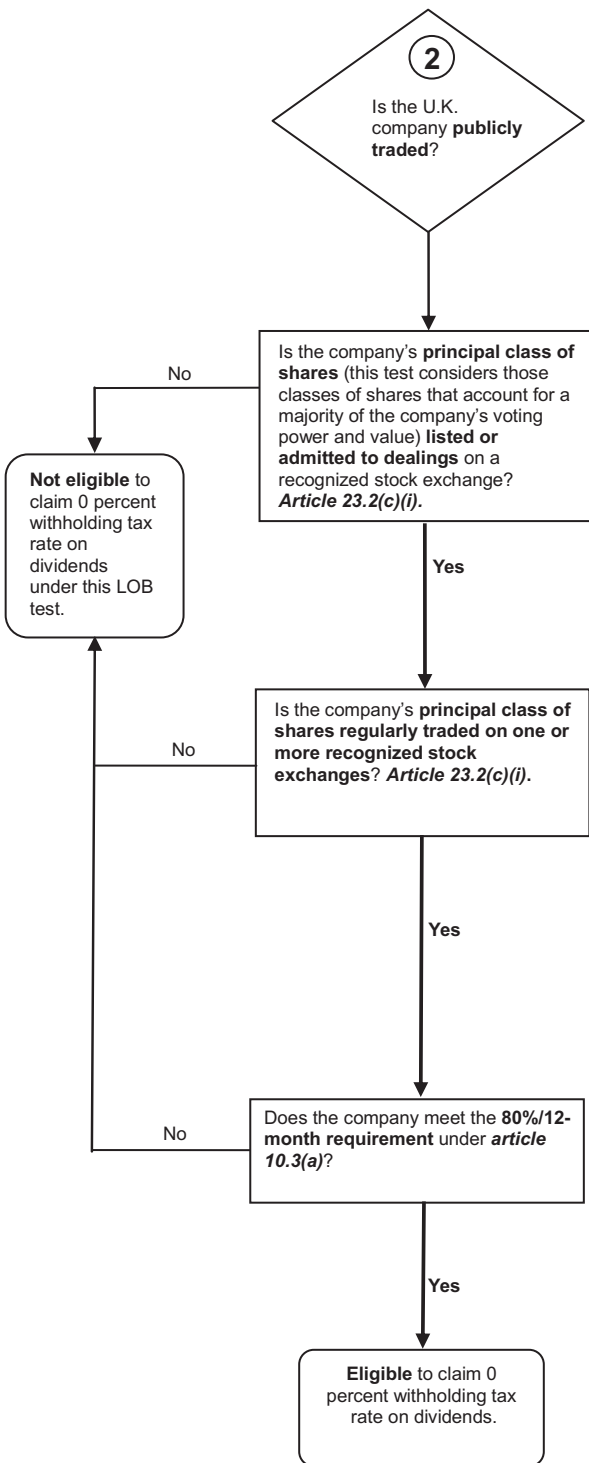 2
Is the U.K.
company publicly
traded?
Is the company's principal class of
shares (this test considers those
classes of shares that account for a
majority of the company's voting
power and value) listed or
admitted to dealings on a
recognized stock exchange?
Article 23.2(c)(i).
No
Not eligible to
claim 0 percent
withholding tax
rate on
dividends
under this LOB
test.
Yes
Is the company's principal class of
shares regularly traded on one or
more recognized stock
exchanges? Article 23.2(c)(i).
No
Yes
Does the company meet the 80%/12-
month requirement under article
10.3(a)?
No
Yes
Eligible to claim 0
percent withholding tax
rate on dividends.